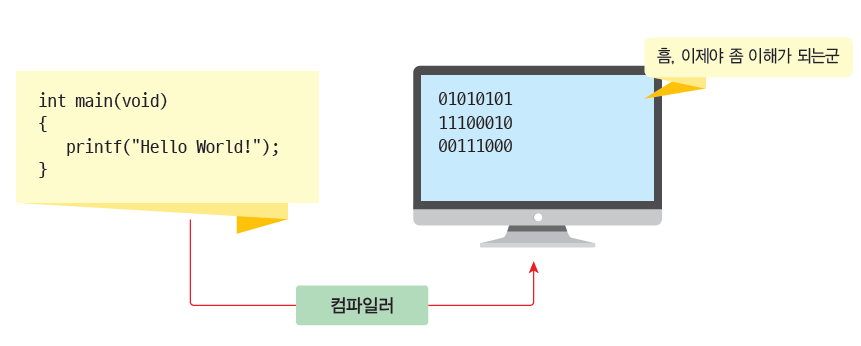 int main(void)
{
   printf("Hello World!");
}
01010101
11100010
00111000
흠, 이제야 좀 이해가 되는군
컴파일러